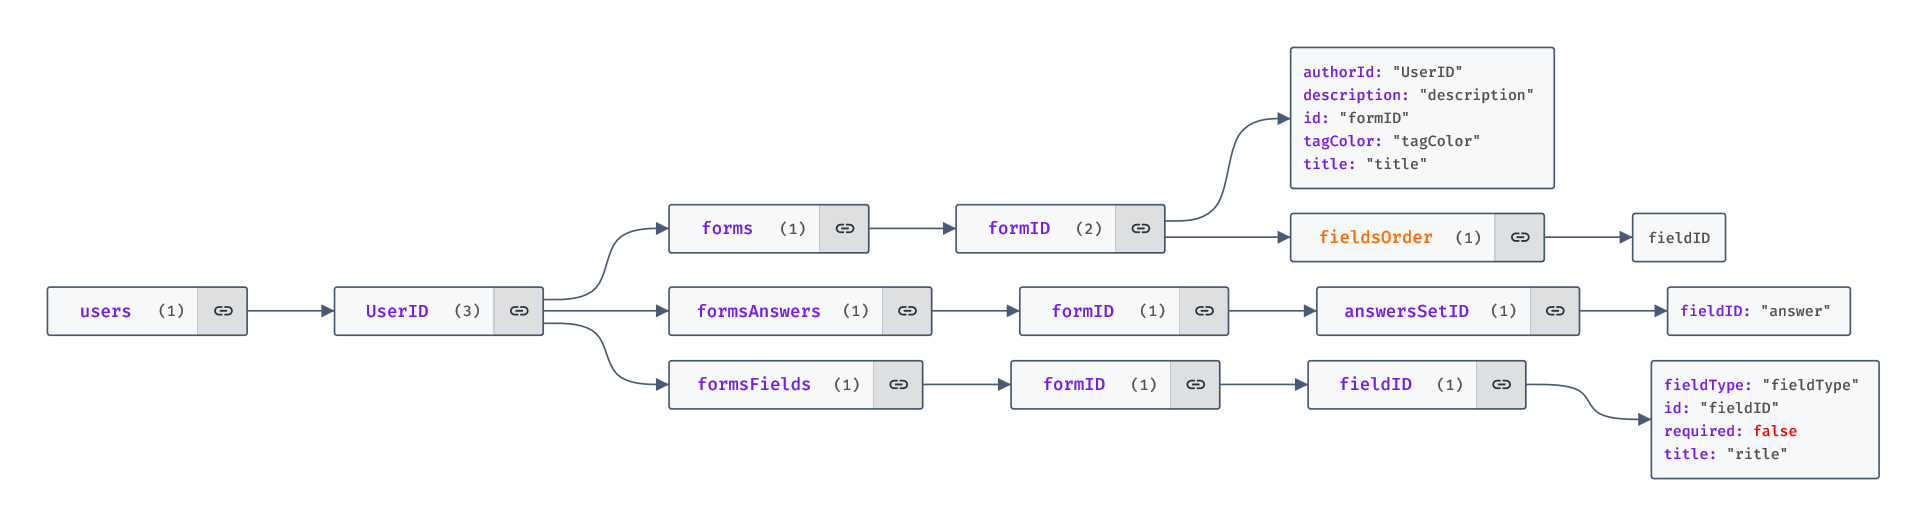 authorId: "UserID"
description: "description"
id: "formID"
tagColor: "tagColor"
title: "title"
forms (1)
formID (2)
fieldsOrder (1)
fieldID
users (1)
UserID (3)
formsAnswers (1)
formID (1)
answersSetID (1)
fieldID: "answer"
formsFields (1)
formID (1)
fieldID (1)
fieldType: "fieldType"
id: "fieldID"
required: false
title: "ritle"